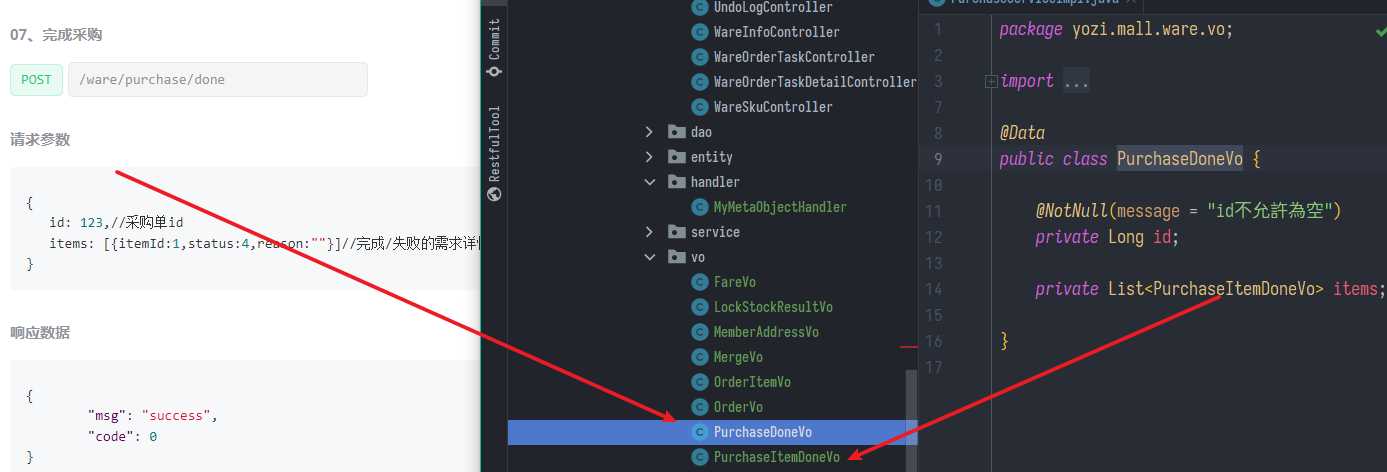 07、完成采购
POST /ware/purchase/done
请求参数
{
id: 123,//采购单id
items: [{itemId:1,status:4,reason:""}]//完成/失败的需求详
}
响应数据
{
"msg": "success",
"code": 0
}
Commit
RestfulTool
UndoLogController
WareInfoController
WareOrderTaskController
WareOrderTaskDetailController
WareSkuController
dao
entity
handler
MyMetaObjectHandler
service
vo
FareVo
LockStockResultVo
MemberAddressVo
MergeVo
OrderItemVo
OrderVo
PurchaseDoneVo
PurchaseItemDoneVo
PurchaseServiceImpl.java
1 package yozi.mall.ware.vo;
2
3 import ...
7
8 @Data
9 public class PurchaseDoneVo {
10
11 @NotNull(message = "id不允許為空")
12 private Long id;
13
14 private List<PurchaseItemDoneVo> items;
15
16 }
17